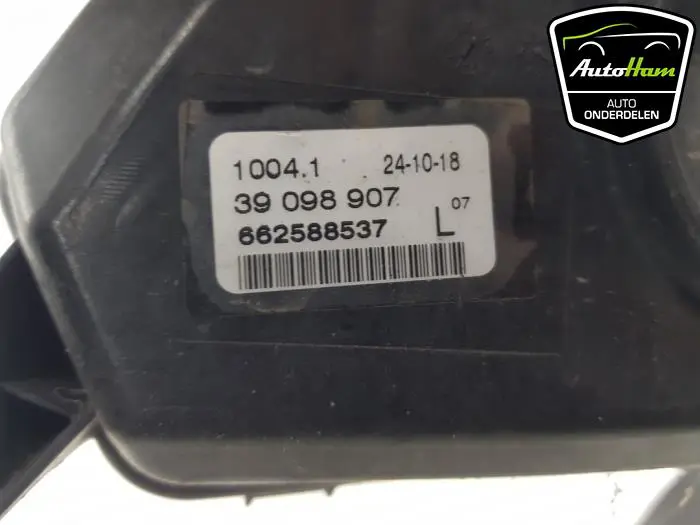 AutoHam
AUTO
ONDERDELEN
1004.1 24-10-18
39 098 907 07
662588537 L